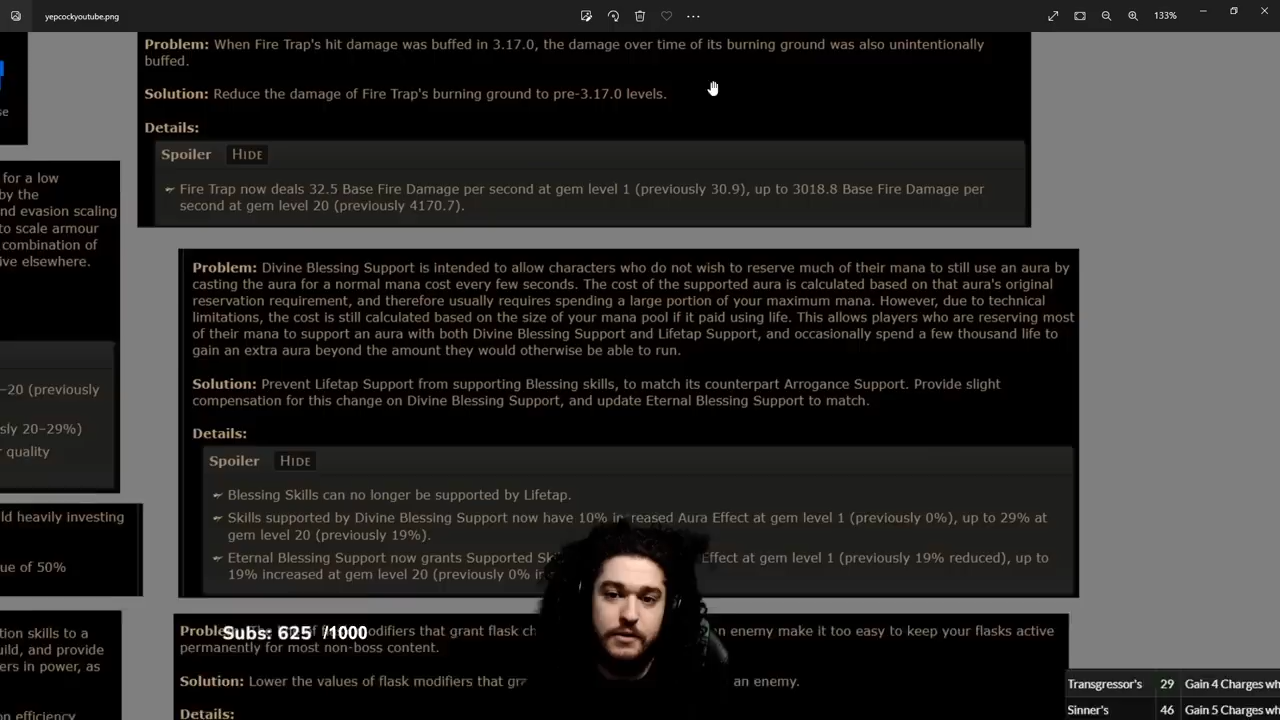 yepcockyoutube.png
133%
Problem: When Fire Trap's hit damage was buffed in 3.17.0, the damage over time of its burning ground was also unintentionally
buffed.
Solution: Reduce the damage of Fire Trap's burning ground to pre-3.17.0 levels.
Details:
Spoiler HIDE
Fire Trap now deals 32.5 Base Fire Damage per second at gem level 1 (previously 30.9), up to 3018.8 Base Fire Damage per
second at gem level 20 (previously 4170.7).
for a low
by the
nd evasion scaling
to scale armour
combination of
ive elsewhere.
-20 (previously
sly 20–29%)
r quality
ld heavily investing
ue of 50%
tion skills to a
uild, and provide
ers in power, as
on efficiency
Problem: Divine Blessing Support is intended to allow characters who do not wish to reserve much of their mana to still use an aura by
casting the aura for a normal mana cost every few seconds. The cost of the supported aura is calculated based on that aura's original
reservation requirement, and therefore usually requires spending a large portion of your maximum mana. However, due to technical
limitations, the cost is still calculated based on the size of your mana pool if it paid using life. This allows players who are reserving most
of their mana to support an aura with both Divine Blessing Support and Lifetap Support, and occasionally spend a few thousand life to
gain an extra aura beyond the amount they would otherwise be able to run.
Solution: Prevent Lifetap Support from supporting Blessing skills, to match its counterpart Arrogance Support. Provide slight
compensation for this change on Divine Blessing Support, and update Eternal Blessing Support to match.
Details:
Spoiler HIDE
Blessing Skills can no longer be supported by Lifetap.
Skills supported by Divine Blessing Support now have 10% increased Aura Effect at gem level 1 (previously 0%), up to 29% at
gem level 20 (previously 19%).
Eternal Blessing Support now grants Supported Effect at gem level 1 (previously 19% reduced), up to
19% increased at gem level 20 (previously 0%
Subs: 625 /1000
modifiers that grant flask an enemy make it too easy to keep your flasks active
permanently for most non-boss content.
Solution: Lower the values of flask modifiers that an enemy.
Details:
Transgressor's 29 Gain 4 Charges
Sinner's 46 Gain 5 Charges